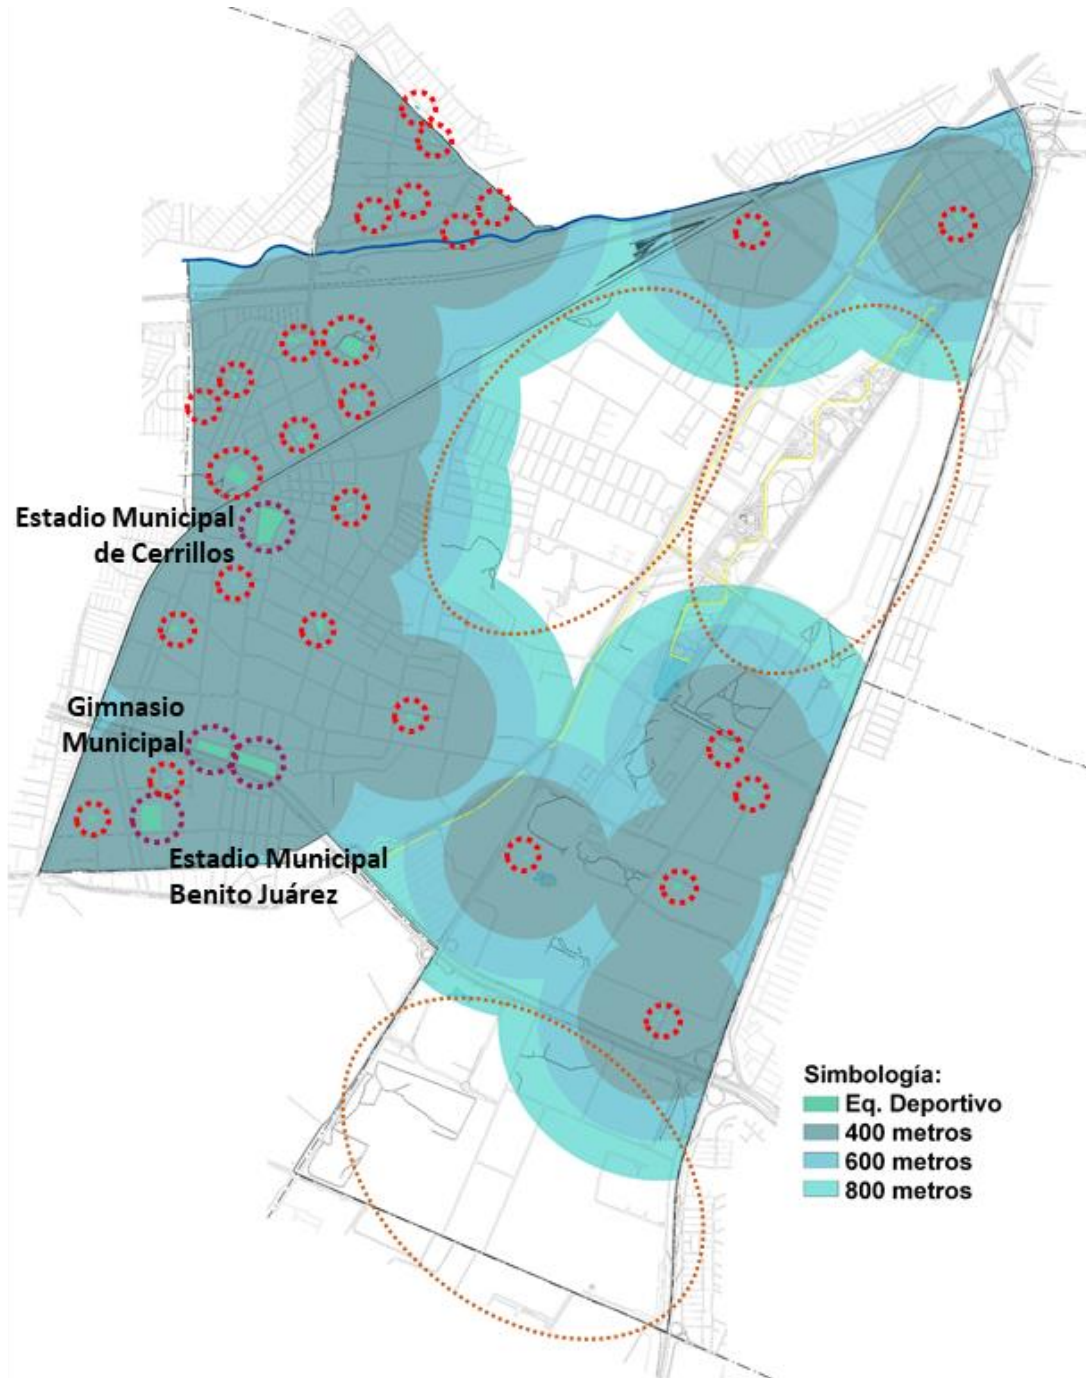 Estadio Municipal
de Cerrillos
Gimnasio
Municipal
Estadio Municipal
Benito Juárez
Simbología:
Eq. Deportivo
400 metros
600 metros
800 metros